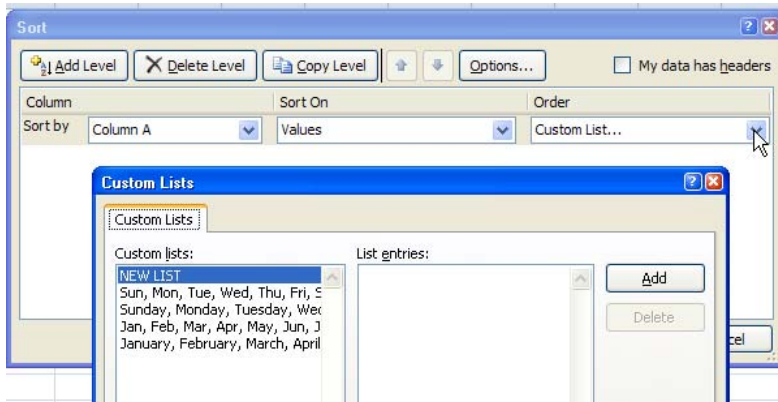 Sort
Add Level Delete Level Copy Level Options... My data has headers
Column Sort On Order
Sort by Column A Values Custom List...
Custom Lists
Custom Lists
Custom lists: List entries:
NEW LIST Add
Sun, Mon, Tue, Wed, Thu, Fri,
Sunday, Monday, Tuesday, Wed
Jan, Feb, Mar, Apr, May, Jun, J
January, February, March, April
Delete
cel